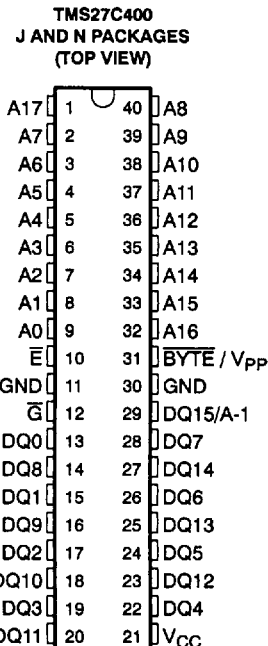 TMS27C400
J AND N PACKAGES
(TOP VIEW)
A17 1 40 A8
A7 2 39 A9
A6 3 38 A10
A5 4 37 A11
A4 5 36 A12
A3 6 35 A13
A2 7 34 A14
A1 8 33 A15
A0 9 32 A16
E̅ 10 31 B̅Y̅T̅E̅ / VPP
GND 11 30 GND
G̅ 12 29 DQ15/A-1
DQ0 13 28 DQ7
DQ8 14 27 DQ14
DQ1 15 26 DQ6
DQ9 16 25 DQ13
DQ2 17 24 DQ5
DQ10 18 23 DQ12
DQ3 19 22 DQ4
DQ11 20 21 VCC